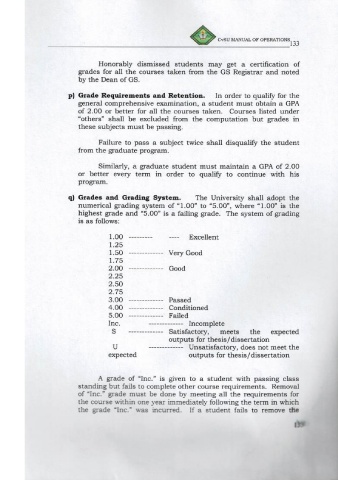 CvSU MANUAL OF OPERATIONS 133
Honorably dismissed students may get a certification of
grades for all the courses taken from the GS Registrar and noted
by the Dean of GS.
p) Grade Requirements and Retention. In order to qualify for the
general comprehensive examination, a student must obtain a GPA
of 2.00 or better for all the courses taken. Courses listed under
"others" shall be excluded from the computation but grades in
these subjects must be passing.
Failure to pass a subject twice shall disqualify the student
from the graduate program.
Similarly, a graduate student must maintain a GPA of 2.00
or better every term in order to qualify to continue with his
program.
q) Grades and Grading System. The University shall adopt the
numerical grading system of "1.00" to "5.00", where "1.00" is the
highest grade and "5.00" is a failing grade. The system of grading
is as follows:
1.00 --------- ---- Excellent
1.25
1.50 ------------- Very Good
1.75
2.00 ------------- Good
2.25
2.50
2.75
3.00 ------------- Passed
4.00 ------------- Conditioned
5.00 ------------- Failed
Inc. ------------- Incomplete
S ------------- Satisfactory, meets the expected
outputs for thesis/dissertation
U ------------- Unsatisfactory, does not meet the
expected outputs for thesis/dissertation
A grade of "Inc." is given to a student with passing class
standing but fails to complete other course requirements. Removal
of "Inc." grade must be done by meeting all the requirements for
the course within one year immediately following the term in which
the grade "Inc." was incurred. If a student fails to remove the